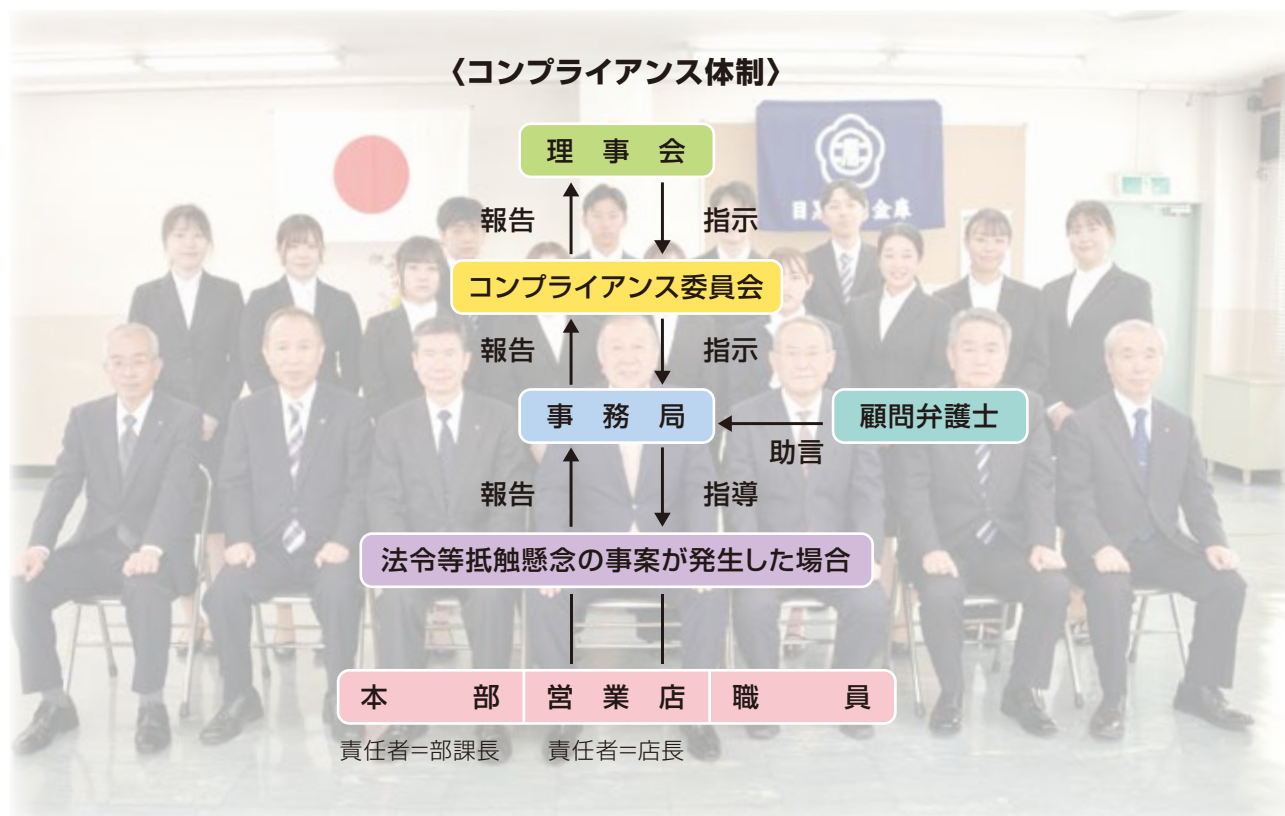 〈コンプライアンス体制〉
理事会
報告 指示
コンプライアンス委員会
報告 指示
事務局 顧問弁護士
助言
報告 指導
法令等抵触懸念の事案が発生した場合
本部 営業店 職員
責任者=部課長 責任者=店長